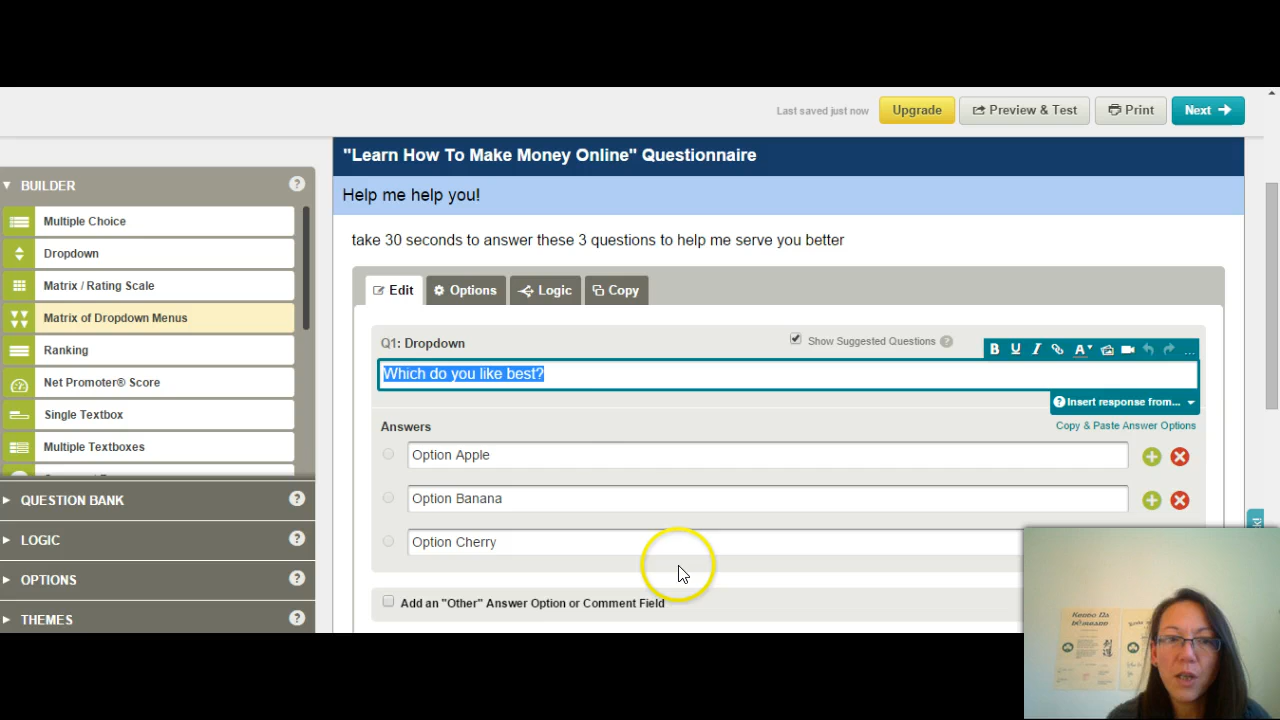 Last saved just now
Upgrade
Preview & Test
Print
Next
"Learn How To Make Money Online" Questionnaire
Help me help you!
take 30 seconds to answer these 3 questions to help me serve you better
BUILDER
?
Multiple Choice
Dropdown
Matrix / Rating Scale
Matrix of Dropdown Menus
Ranking
Net Promoter® Score
Single Textbox
Multiple Textboxes
QUESTION BANK
?
LOGIC
?
OPTIONS
?
THEMES
?
Edit
Options
Logic
Copy
Q1: Dropdown
Show Suggested Questions ?
B U I A ...
Which do you like best?
? Insert response from...
Answers
Copy & Paste Answer Options
Option Apple
Option Banana
Option Cherry
Add an "Other" Answer Option or Comment Field